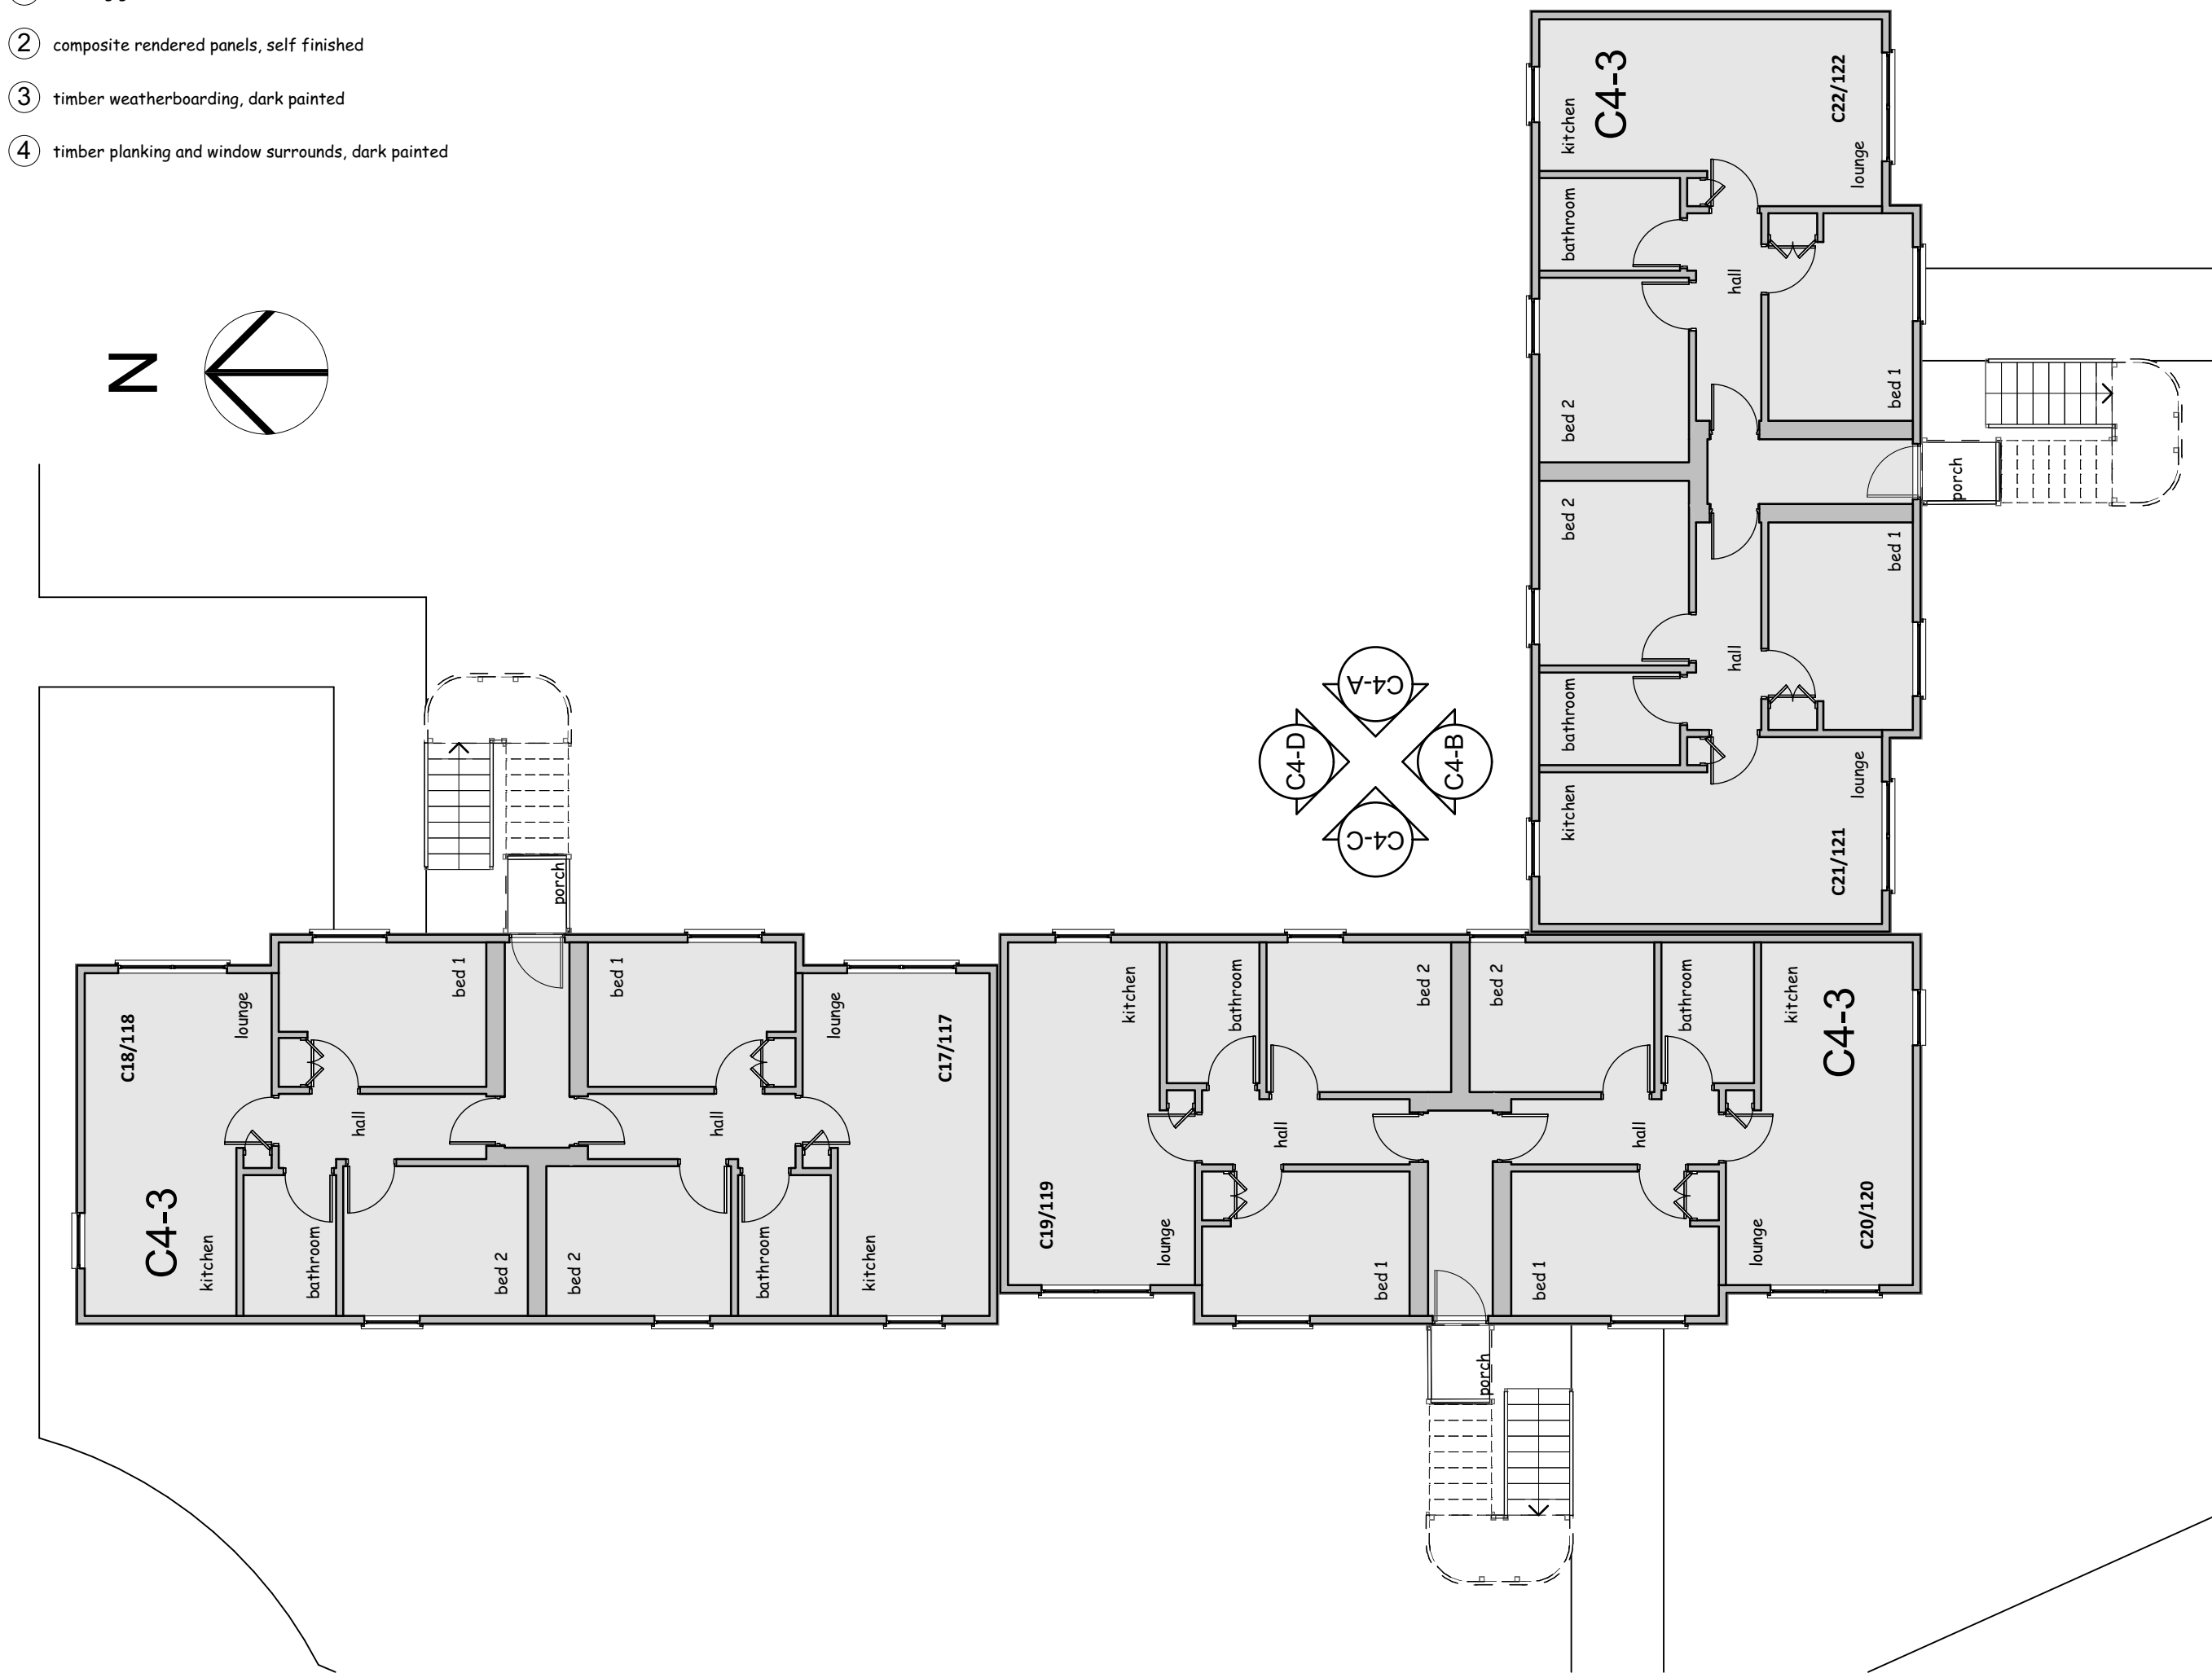 2 composite rendered panels, self finished
3 timber weatherboarding, dark painted
4 timber planking and window surrounds, dark painted
N
C4-3
C22/122
kitchen
lounge
bathroom
hall
bed 2
bed 1
porch
bed 2
bed 1
hall
bathroom
lounge
kitchen
C21/121
C4-A
C4-D
C4-B
C4-C
porch
C18/118
lounge
bed 1
bed 1
lounge
C17/117
hall
hall
C4-3
kitchen
bathroom
bed 2
bed 2
bathroom
kitchen
kitchen
bathroom
bed 2
bed 2
bathroom
kitchen
C4-3
hall
hall
C19/119
lounge
bed 1
bed 1
lounge
C20/120
porch